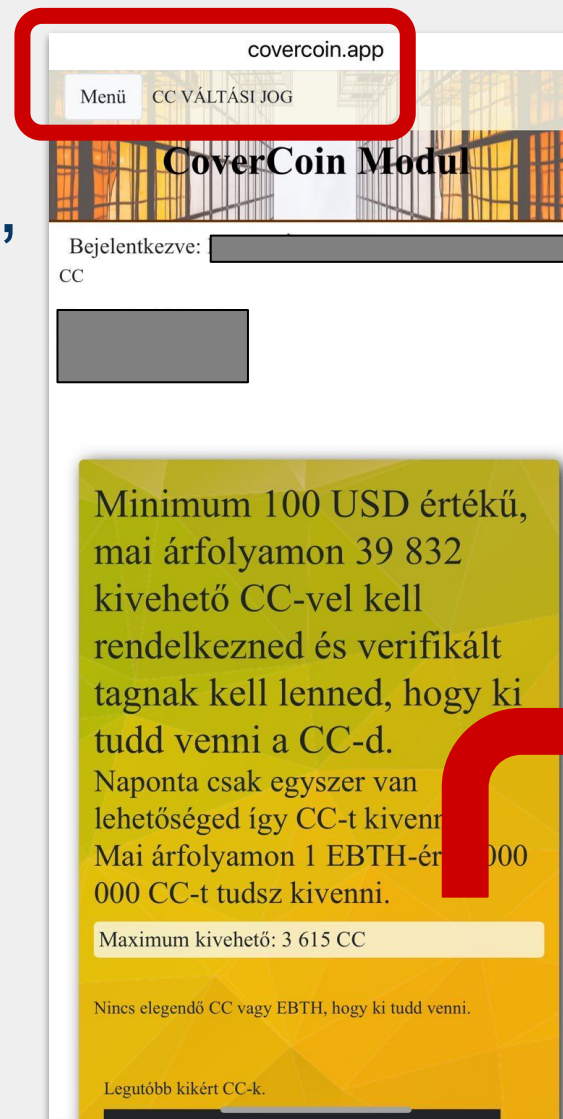 covercoin.app
Menü CC VÁLTÁSI JOG
CoverCoin Modul
,
Bejelentkezve:
CC
Minimum 100 USD értékű,
mai árfolyamon 39 832
kivehető CC-vel kell
rendelkezned és verifikált
tagnak kell lenned, hogy ki
tudd venni a CC-d.
Naponta csak egyszer van
lehetőséged így CC-t
Mai árfolyamon 1 000
000 CC-t tudsz kivenni.
Maximum kivehető: 3 615 CC
Nincs elegendő CC vagy EBTH, hogy ki tudd venni.
Legutóbb kikért CC-k.